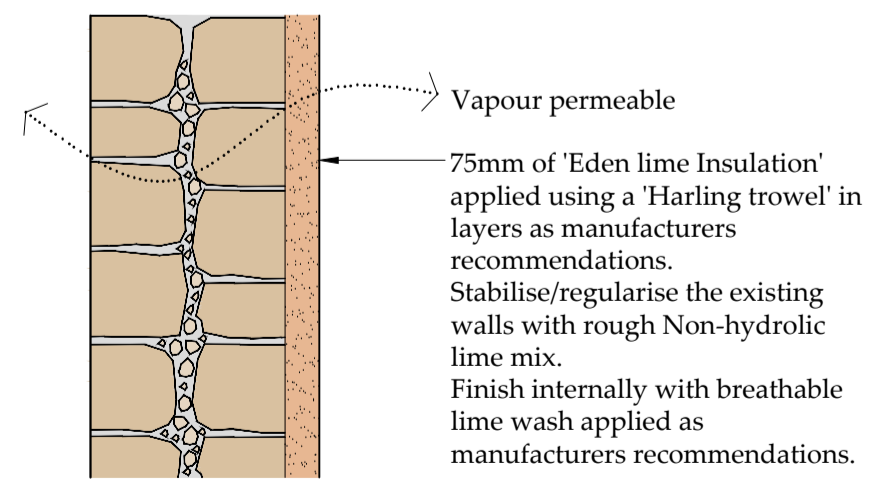 Vapour permeable
75mm of 'Eden lime Insulation'
applied using a 'Harling trowel' in
layers as manufacturers
recommendations.
Stabilise/regularise the existing
walls with rough Non-hydrolic
lime mix.
Finish internally with breathable
lime wash applied as
manufacturers recommendations.